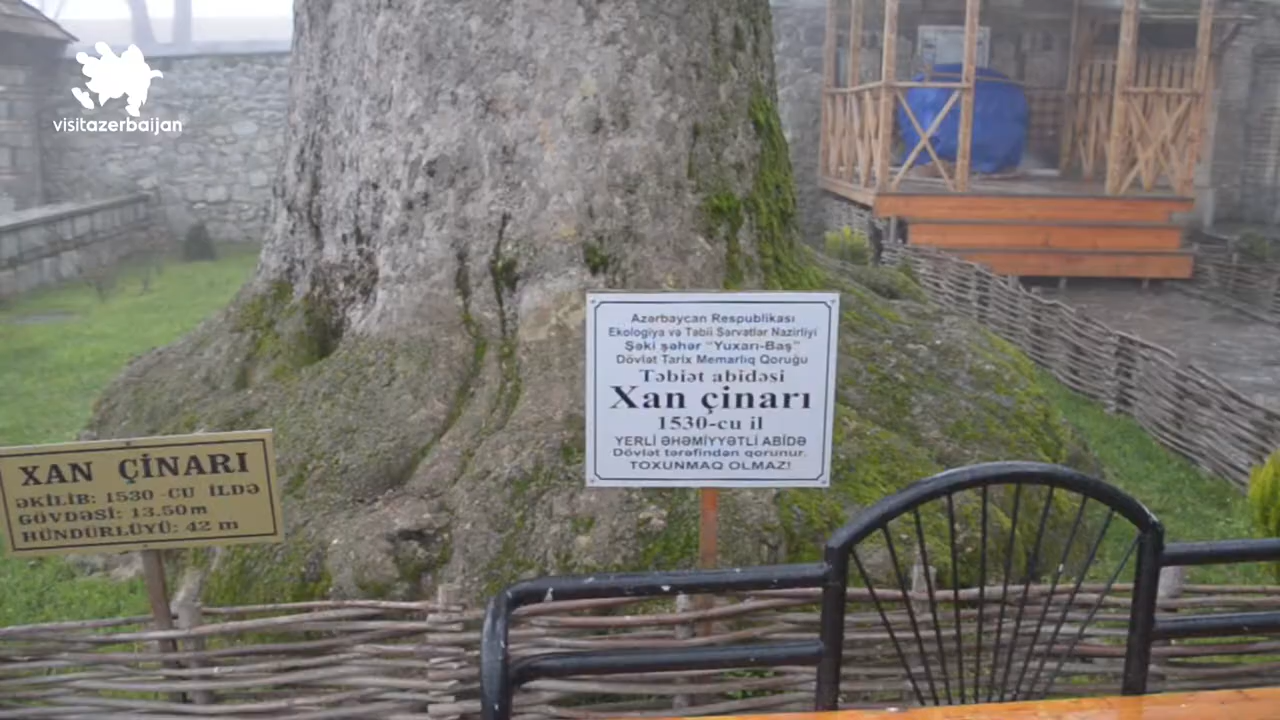 visitazerbaijan
Azərbaycan Respublikası
Ekologiya və Təbii Sərvətlər Nazirliyi
Şəki şəhər "Yuxarı-Baş"
Dövlət Tarix Memarlıq Qoruğu
Təbiət abidəsi
Xan çinarı
1530-cu il
YERLİ ƏHƏMİYYƏTLİ ABİDƏ
Dövlət tərəfindən qorunur.
TOXUNMAQ OLMAZ!
XAN ÇİNARI
ƏKİLİB: 1530 -CU İLDƏ
GÖVDƏSİ: 13.50 m
HÜNDÜRLÜYÜ: 42 m